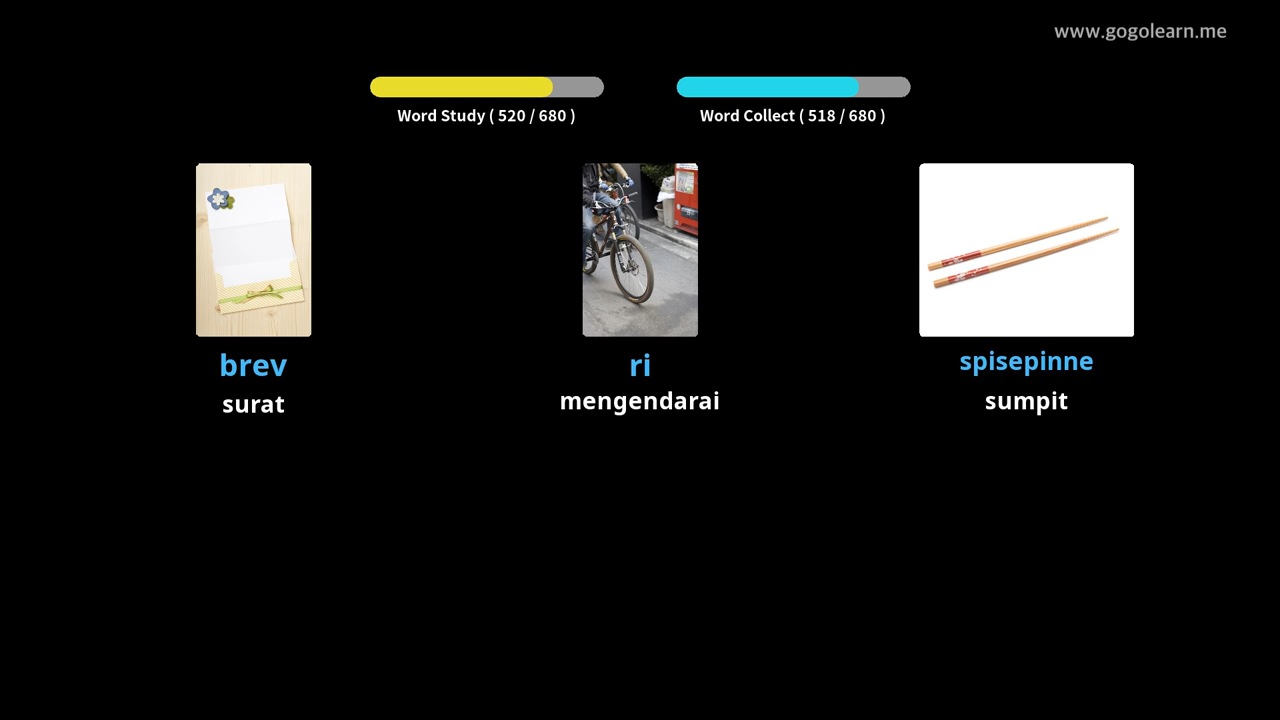 www.gogolearn.me
Word Study ( 520 / 680 )
Word Collect ( 518 / 680 )
brev
surat
ri
mengendarai
spisepinne
sumpit